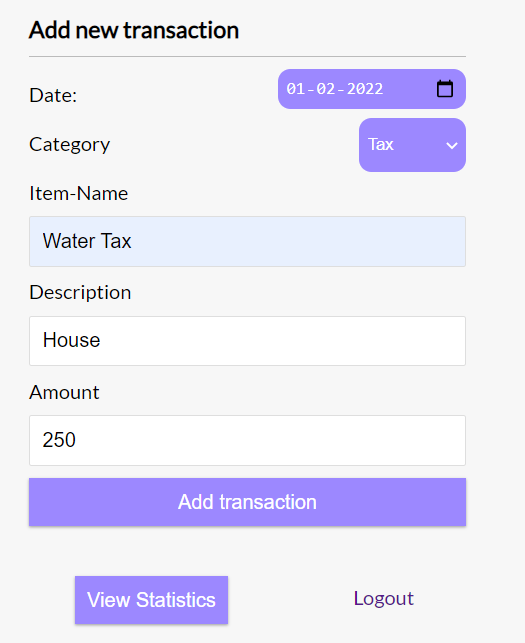 Add new transaction
Date: 01-02-2022
Category Tax
Item-Name
Water Tax
Description
House
Amount
250
Add transaction
View Statistics Logout